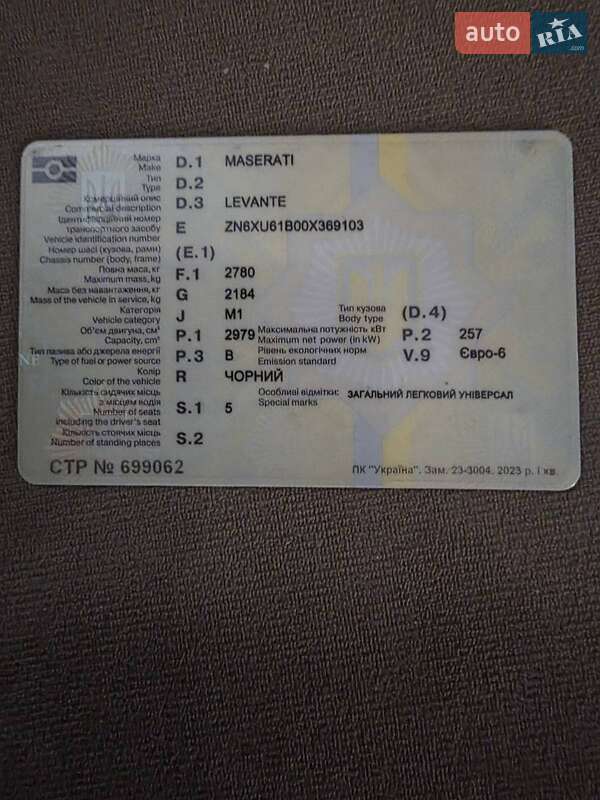 auto RIA.com
Марка D.1 MASERATI
Make
Тип D.2
Type
Комерційний опис D.3 LEVANTE
Commercial description
Ідентифікаційний номер
транспортного засобу E ZN6XU61B00X369103
Vehicle identification number
Номер шасі (кузова, рами) (E.1)
Chassis number (body, frame)
Повна маса, кг F.1 2780
Maximum mass, kg
Маса без навантаження, кг G 2184
Mass of the vehicle in service, kg
Категорія J M1 Тип кузова (D.4)
Vehicle category Body type
Об'єм двигуна, см³ P.1 2979 Максимальна потужність кВт P.2 257
Capacity, cm³ Maximum net power (in kW)
Тип палива або джерела енергії P.3 B Рівень екологічних норм V.9 Євро-6
Type of fuel or power source Emission standard
Колір R ЧОРНИЙ Особливі відмітки: ЗАГАЛЬНИЙ ЛЕГКОВИЙ УНІВЕРСАЛ
Color of the vehicle Special marks
Кількість сидячих місць
з місцем водія S.1 5
Number of seats
including the driver's seat
Кількість стоячих місць S.2
Number of standing places
СТР № 699062 ПК "Україна". Зам. 23-3004. 2023 р. I кв.